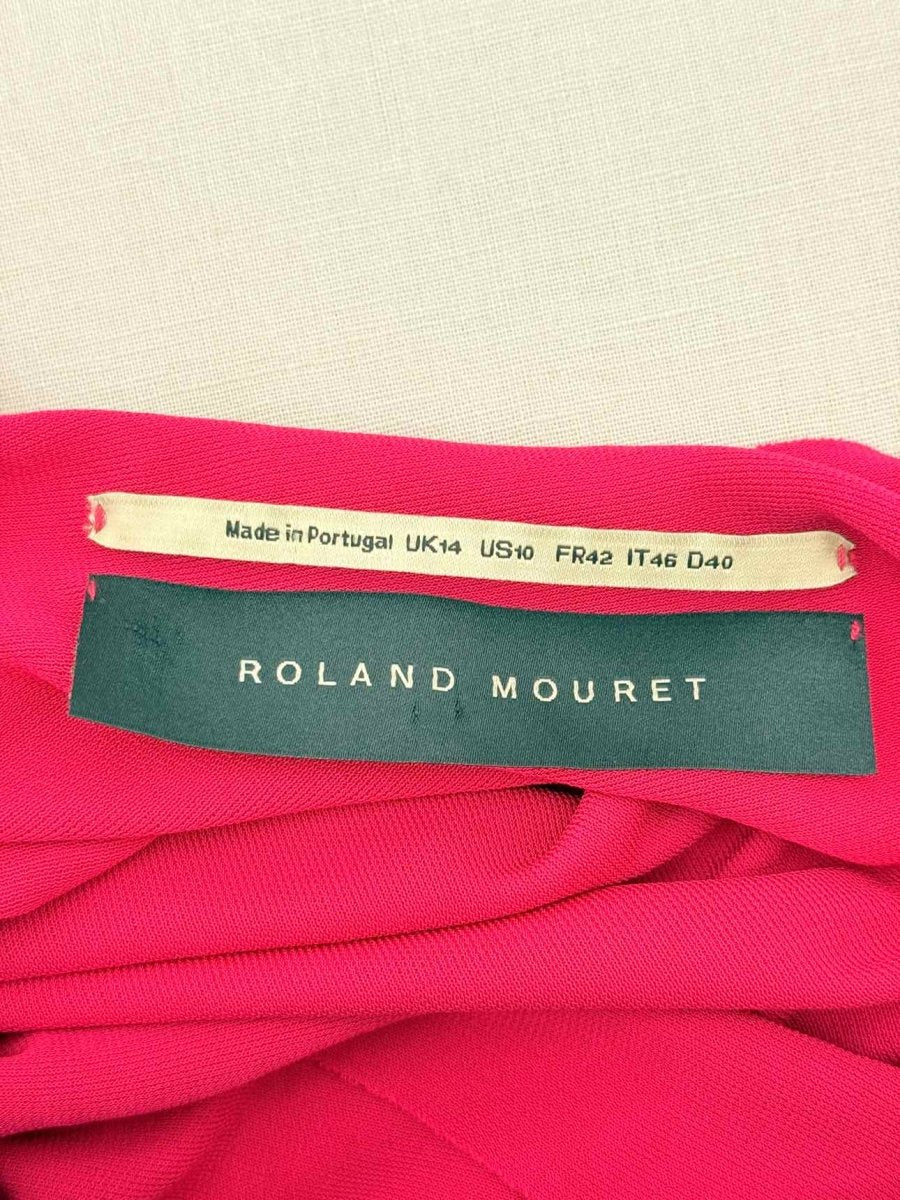 Made in Portugal UK14 US10 FR42 IT46 D40
ROLAND MOURET